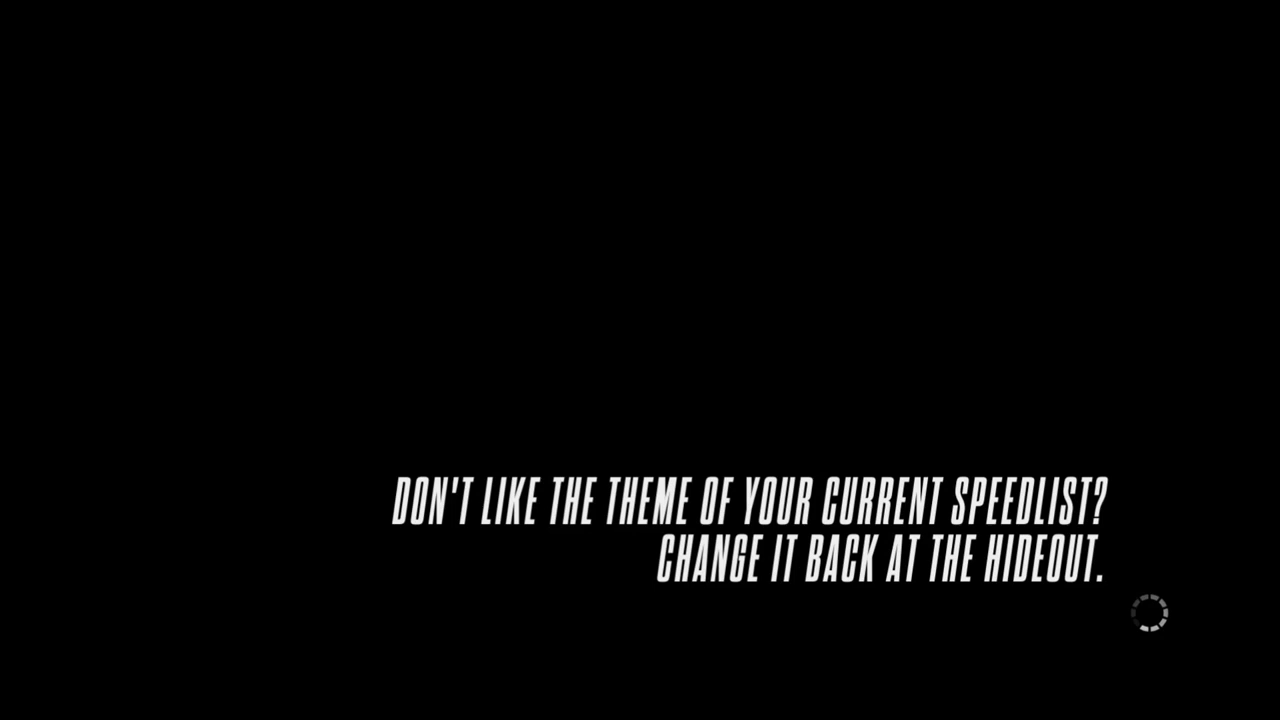 DON'T LIKE THE THEME OF YOUR CURRENT SPEEDLIST?
CHANGE IT BACK AT THE HIDEOUT.